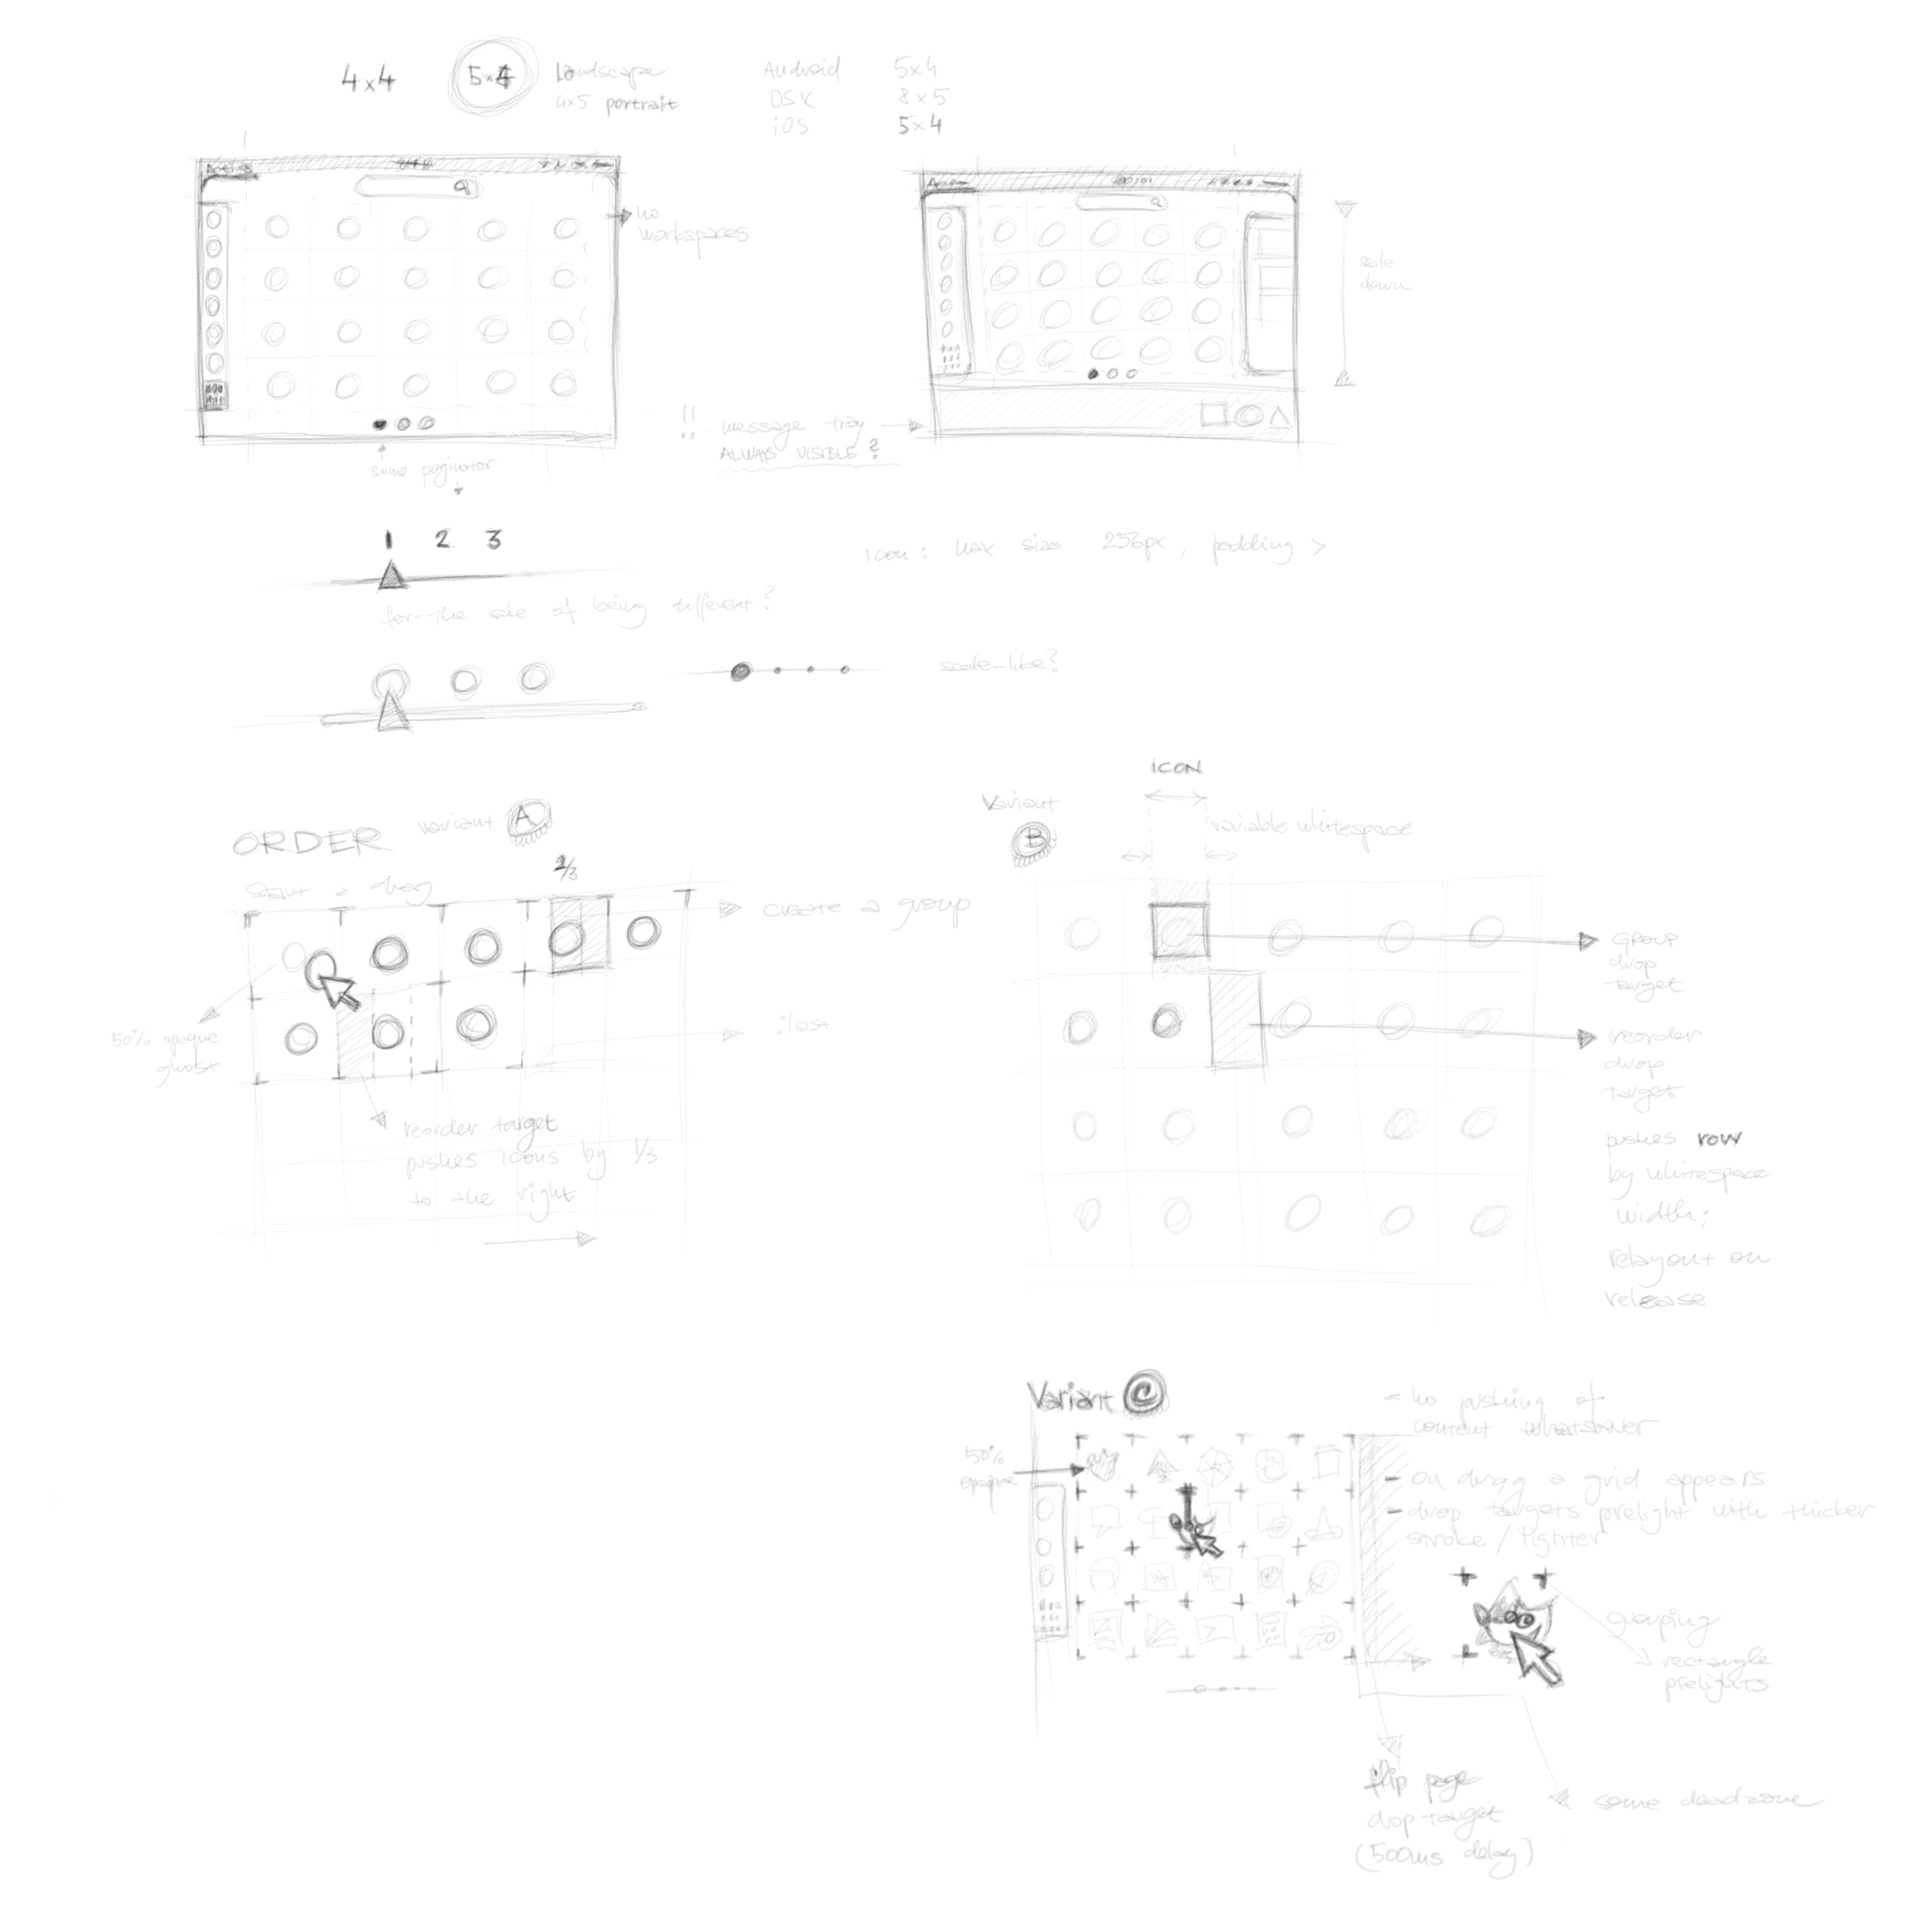 4x4
5x4
Landscape
4x5 portrait
Android 5x4
OSX 8x5
iOS 5x4
no
workspaces
scale
down
!! message tray
ALWAYS VISIBLE?
some paginator
1 2 3
icon: max size 256px, padding >
for the sake of being different?
scale-like?
ORDER variant A
start = drag
1/3
create a group
50% opaque
ghost
:last
reorder target
pushes icons by 1/3
to the right
ICON
Variant
B
variable whitespace
GROUP
drop
target
reorder
drop
target
pushes row
by whitespace
width;
relayout on
release
Variant C
50%
opaque
- no pushing of
content whatsoever
- on drag a grid appears
- drop targets prelight with thicker
stroke / lighter
grouping
rectangle
prelights
flip page
drop target
(500ms delay)
some deadzone